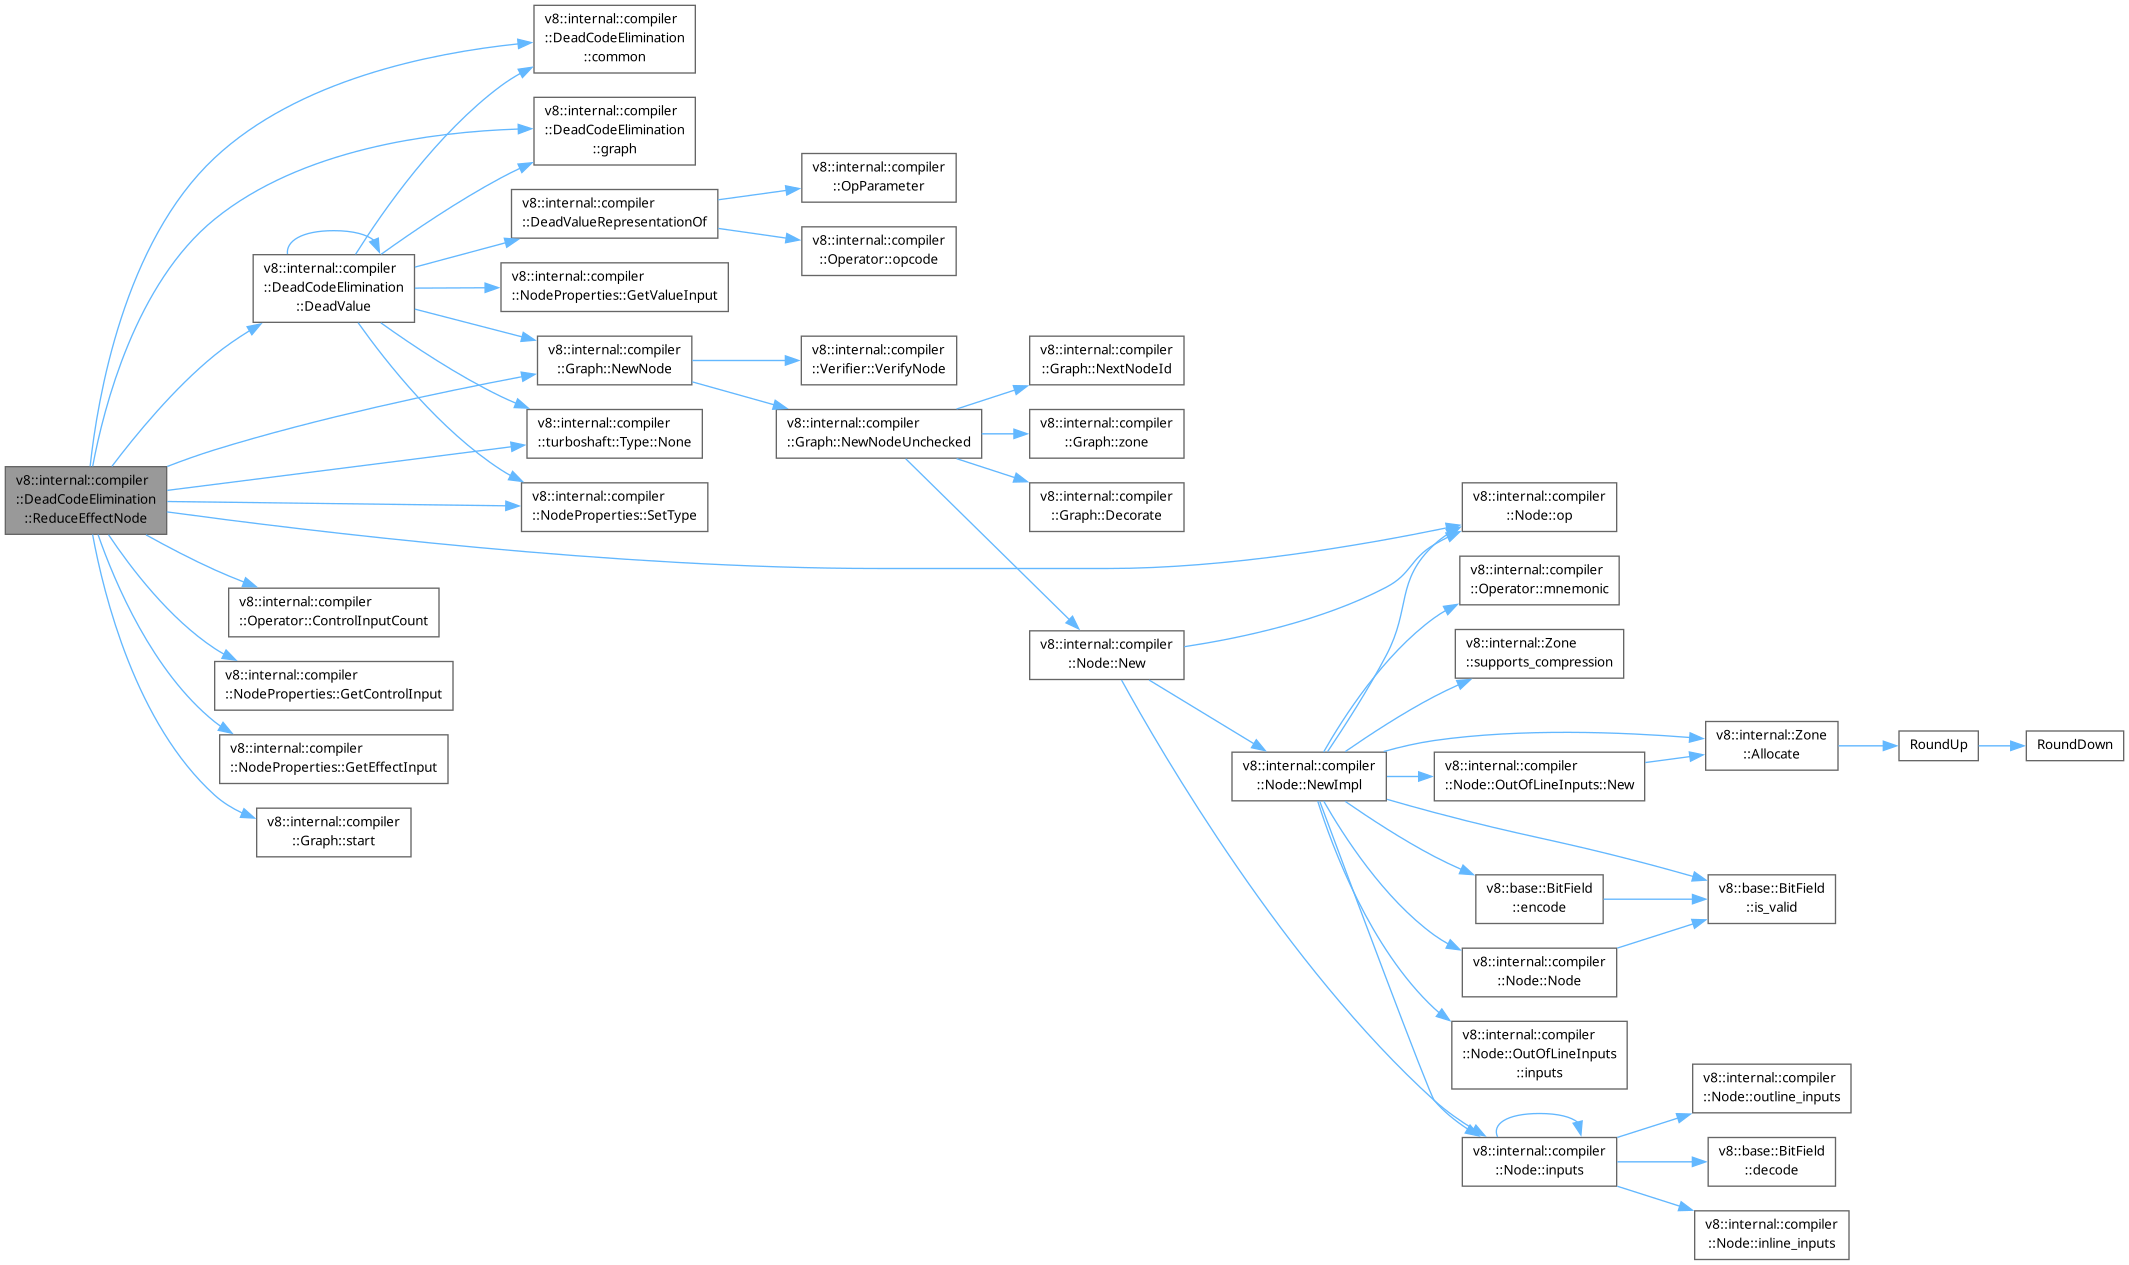 v8::internal::compiler
::DeadCodeElimination
::ReduceEffectNode
v8::internal::compiler
::DeadCodeElimination
::common
v8::internal::compiler
::DeadCodeElimination
::graph
v8::internal::compiler
::DeadCodeElimination
::DeadValue
v8::internal::compiler
::DeadValueRepresentationOf
v8::internal::compiler
::OpParameter
v8::internal::compiler
::Operator::opcode
v8::internal::compiler
::NodeProperties::GetValueInput
v8::internal::compiler
::Graph::NewNode
v8::internal::compiler
::Verifier::VerifyNode
v8::internal::compiler
::Graph::NewNodeUnchecked
v8::internal::compiler
::Graph::NextNodeId
v8::internal::compiler
::Graph::zone
v8::internal::compiler
::Graph::Decorate
v8::internal::compiler
::turboshaft::Type::None
v8::internal::compiler
::NodeProperties::SetType
v8::internal::compiler
::Operator::ControlInputCount
v8::internal::compiler
::NodeProperties::GetControlInput
v8::internal::compiler
::NodeProperties::GetEffectInput
v8::internal::compiler
::Graph::start
v8::internal::compiler
::Node::New
v8::internal::compiler
::Node::op
v8::internal::compiler
::Operator::mnemonic
v8::internal::Zone
::supports_compression
v8::internal::compiler
::Node::NewImpl
v8::internal::compiler
::Node::OutOfLineInputs::New
v8::internal::Zone
::Allocate
RoundUp
RoundDown
v8::base::BitField
::encode
v8::base::BitField
::is_valid
v8::internal::compiler
::Node::Node
v8::internal::compiler
::Node::OutOfLineInputs
::inputs
v8::internal::compiler
::Node::inputs
v8::internal::compiler
::Node::outline_inputs
v8::base::BitField
::decode
v8::internal::compiler
::Node::inline_inputs